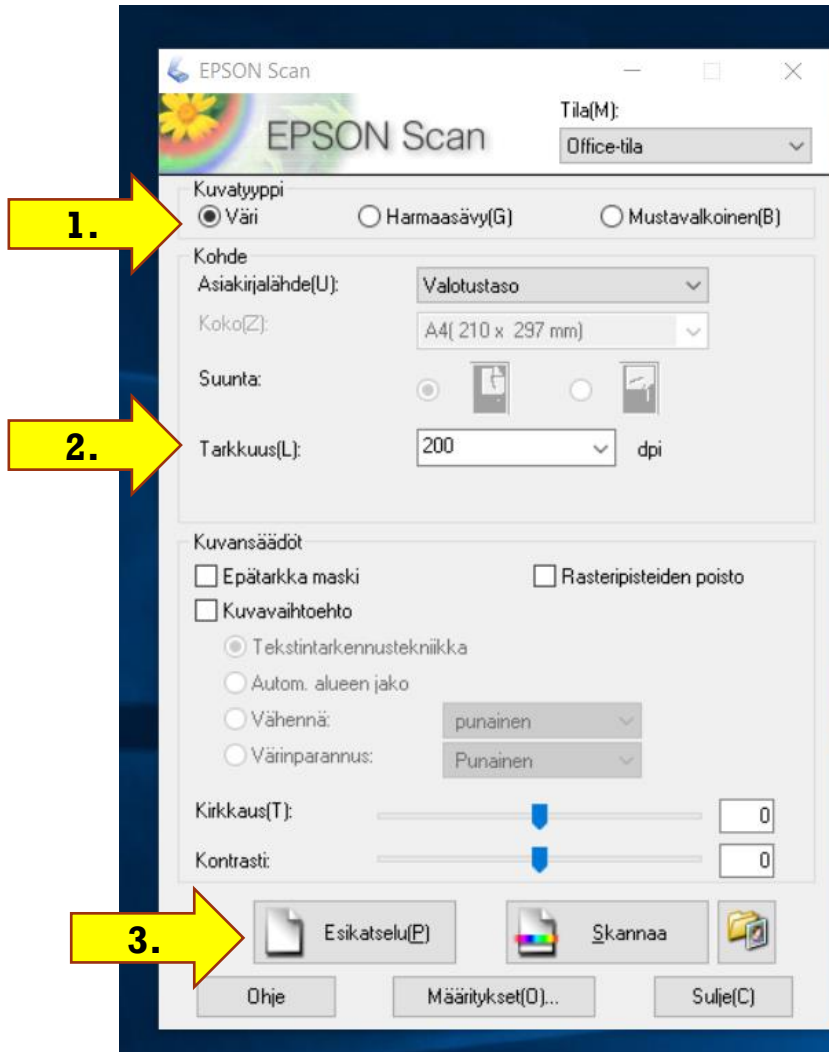 EPSON Scan
EPSON Scan
Tila(M):
Office-tila
Kuvatyyppi
1.
Väri Harmaasävy(G) Mustavalkoinen(B)
Kohde
Asiakirjalähde(U): Valotustaso
Koko(Z): A4( 210 x 297 mm)
Suunta:
2.
Tarkkuus(L): 200 dpi
Kuvansäädöt
Epätarkka maski Rasteripisteiden poisto
Kuvavaihtoehto
Tekstintarkennustekniikka
Autom. alueen jako
Vähennä: punainen
Värinparannus: Punainen
Kirkkaus(T): 0
Kontrasti: 0
3.
Esikatselu(P) Skannaa
Ohje Määritykset(O)... Sulje(C)